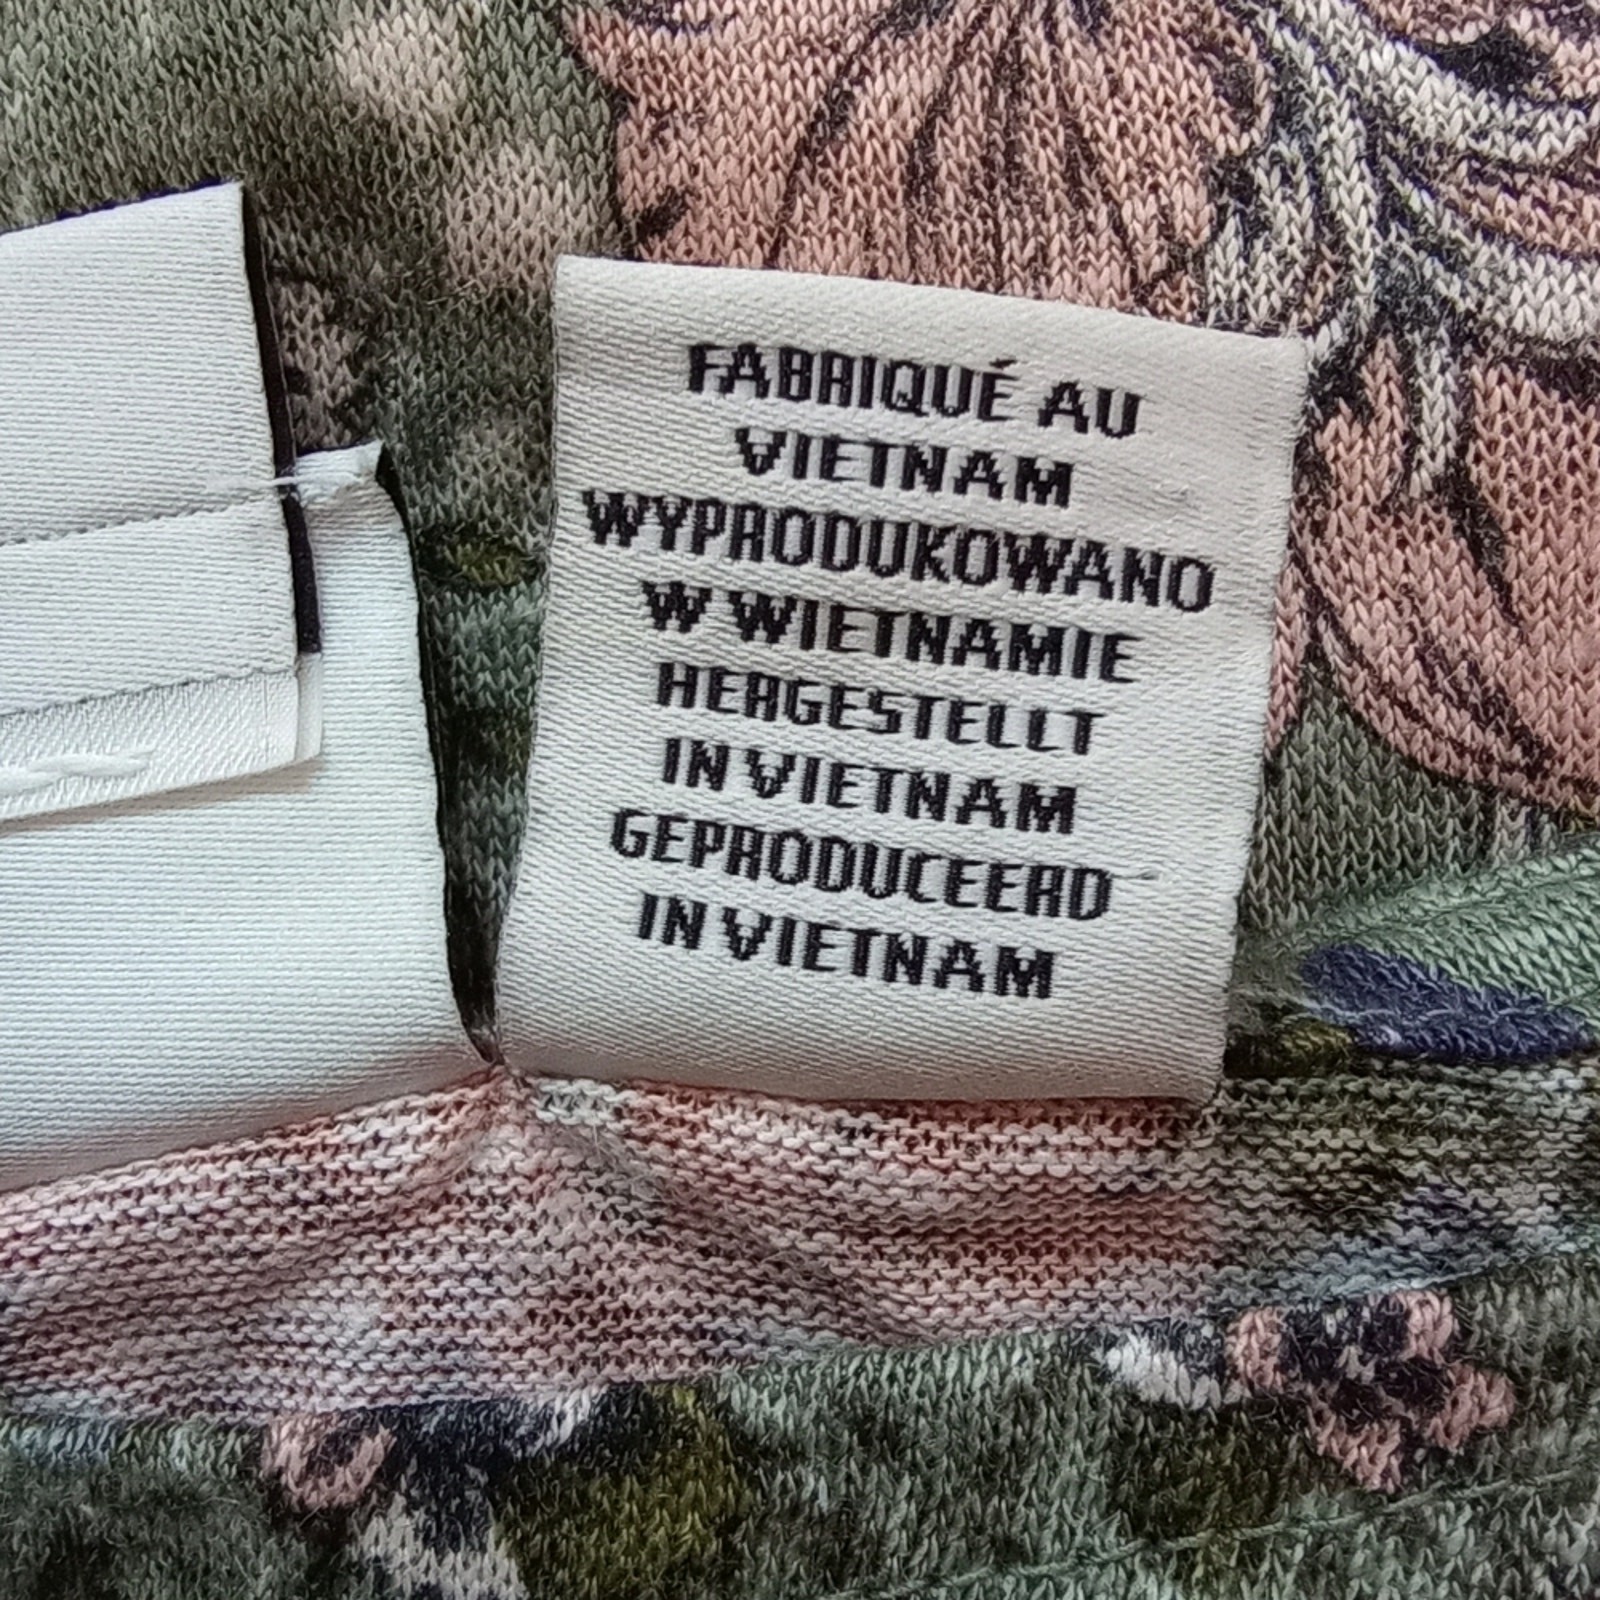 FABRIQUÉ AU
VIETNAM
WYPRODUKOWANO
W WIETNAMIE
HERGESTELLT
IN VIETNAM
GEPRODUCEERD
IN VIETNAM